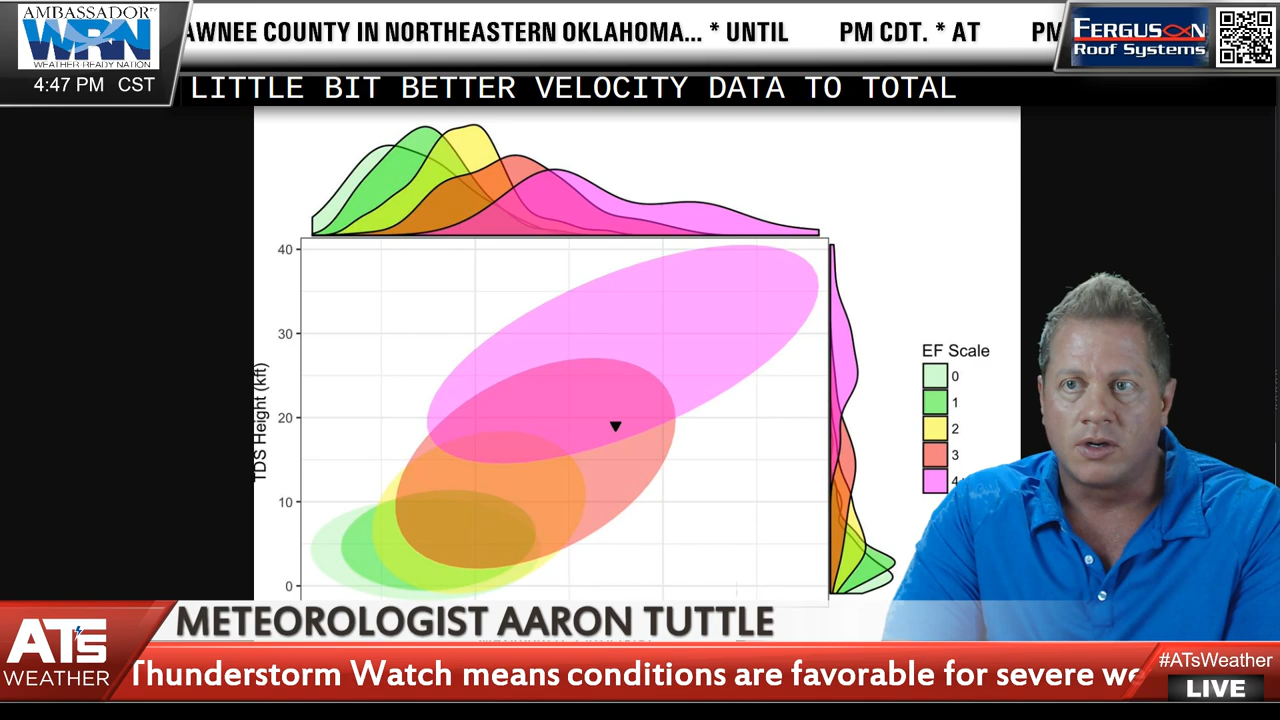 AMBASSADOR
WRN
WEATHER READY NATION
4:47 PM CST
AWNEE COUNTY IN NORTHEASTERN OKLAHOMA... * UNTIL PM CDT. * AT PM
FERGUSON
Roof Systems
LITTLE BIT BETTER VELOCITY DATA TO TOTAL
40
30
20
10
0
TDS Height (kft)
EF Scale
0
1
2
3
4
METEOROLOGIST AARON TUTTLE
ATs
WEATHER
Thunderstorm Watch means conditions are favorable for severe we
#ATsWeather
LIVE